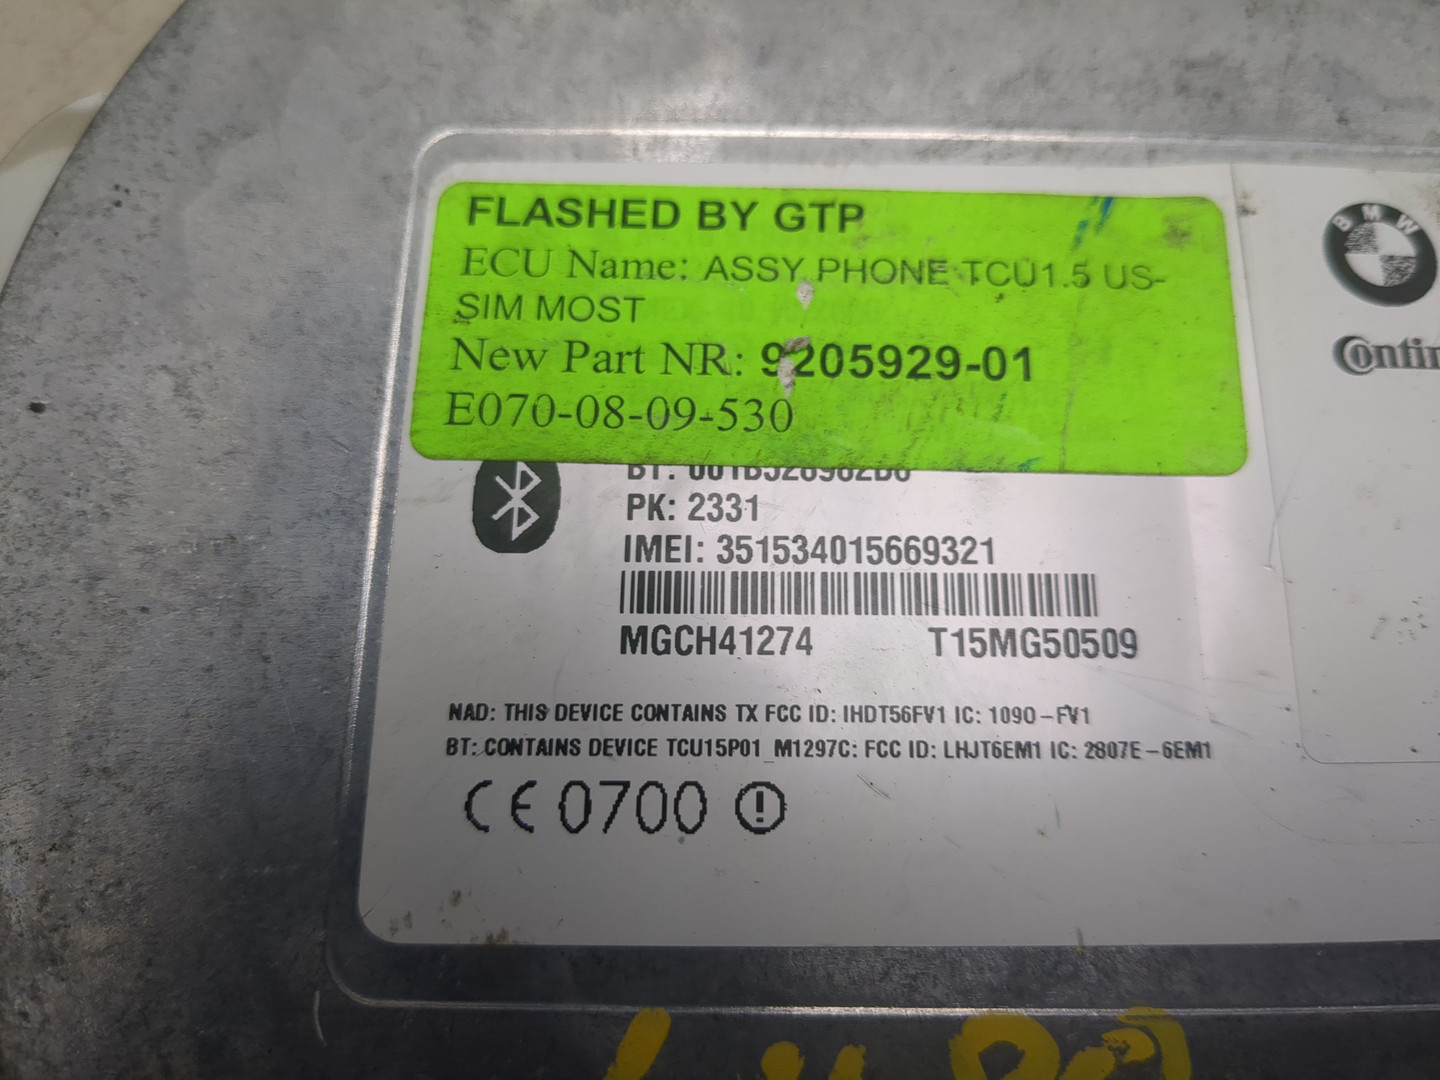 FLASHED BY GTP
ECU Name: ASSY PHONE TCU1.5 US-
SIM MOST
New Part NR: 9205929-01
E070-08-09-530
BMW
BT:
PK: 2331
IMEI: 351534015669321
MGCH41274 T15MG50509
NAD: THIS DEVICE CONTAINS TX FCC ID: IHDT56FV1 IC: 1090-FV1
BT: CONTAINS DEVICE TCU15P01_M1297C: FCC ID: LHJT6EM1 IC: 2807E-6EM1
CE 0700